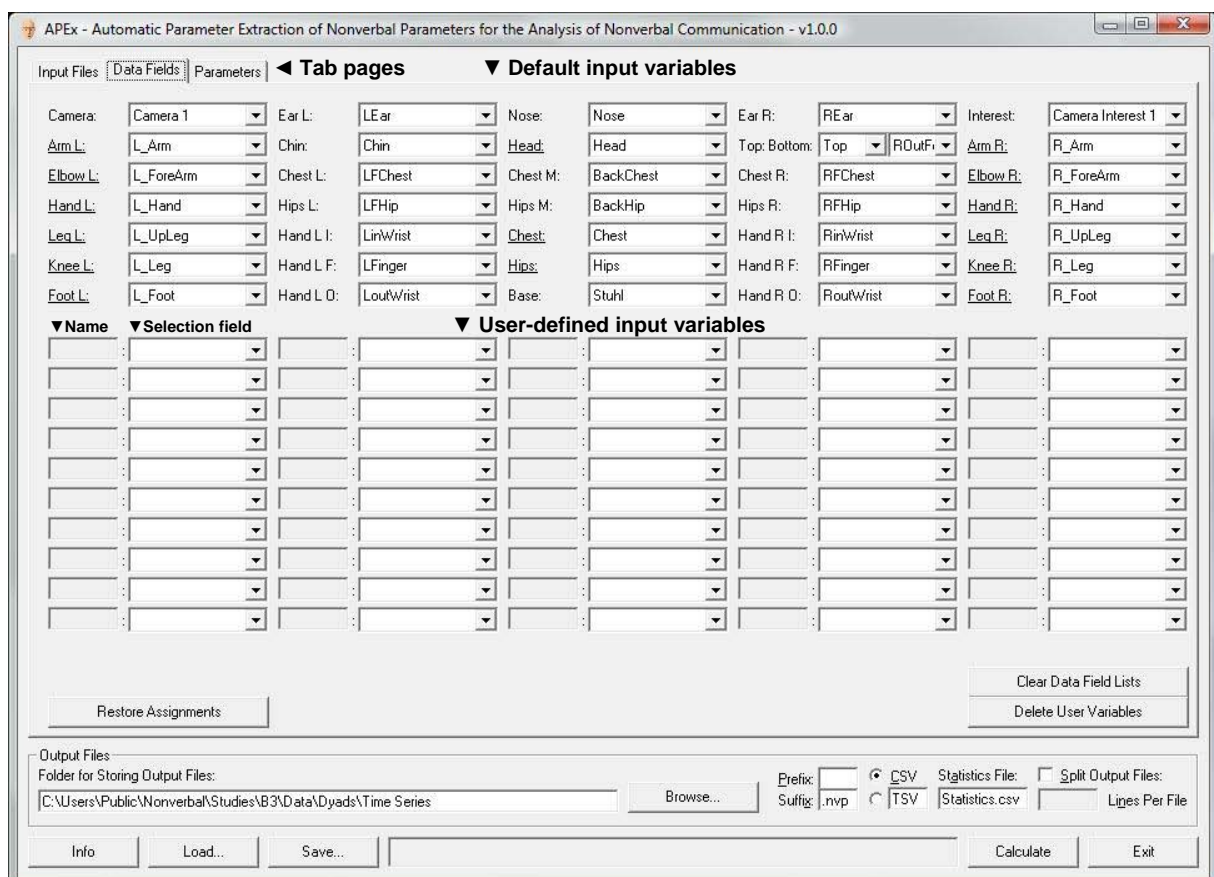 APEx - Automatic Parameter Extraction of Nonverbal Parameters for the Analysis of Nonverbal Communication - v1.0.0
Input Files Data Fields Parameters ◄ Tab pages ▼ Default input variables
Camera: Camera 1 Ear L: LEar Nose: Nose Ear R: REar Interest: Camera Interest 1
Arm L: L_Arm Chin: Chin Head: Head Top: Bottom: Top ROutFi Arm R: R_Arm
Elbow L: L_ForeArm Chest L: LFChest Chest M: BackChest Chest R: RFChest Elbow R: R_ForeArm
Hand L: L_Hand Hips L: LFHip Hips M: BackHip Hips R: RFHip Hand R: R_Hand
Leg L: L_UpLeg Hand L I: LinWrist Chest: Chest Hand R I: RinWrist Leg R: R_UpLeg
Knee L: L_Leg Hand L F: LFinger Hips: Hips Hand R F: RFinger Knee R: R_Leg
Foot L: L_Foot Hand L O: LoutWrist Base: Stuhl Hand R O: RoutWrist Foot R: R_Foot
▼Name ▼Selection field ▼ User-defined input variables
: : : : :
: : : : :
: : : : :
: : : : :
: : : : :
: : : : :
: : : : :
: : : : :
: : : : :
: : : : :
Clear Data Field Lists
Restore Assignments Delete User Variables
Output Files
Folder for Storing Output Files: Prefix: CSV Statistics File: Split Output Files:
C:\Users\Public\Nonverbal\Studies\B3\Data\Dyads\Time Series Browse... Suffix: .nvp TSV Statistics.csv Lines Per File
Info Load... Save... Calculate Exit